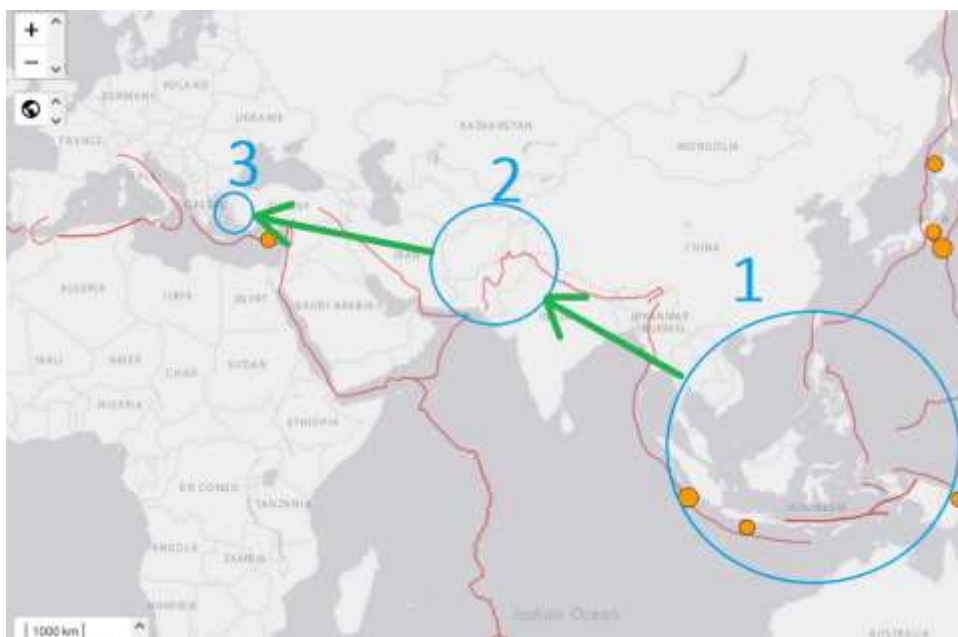 +
−
POLAND
GERMANY
UKRAINE
FRANCE
KAZAKHSTAN
MONGOLIA
3
2
1
CHINA
IRAN
ALGERIA
LIBYA
EGYPT
SAUDI ARABIA
MYANMAR
(BURMA)
MALI
NIGER
CHAD
SUDAN
NIGERIA
ETHIOPIA
DR CONGO
TANZANIA
INDONESIA
ANGOLA
ZAMBIA
NAMIBIA
Indian Ocean
1000 km
AUSTRALIA